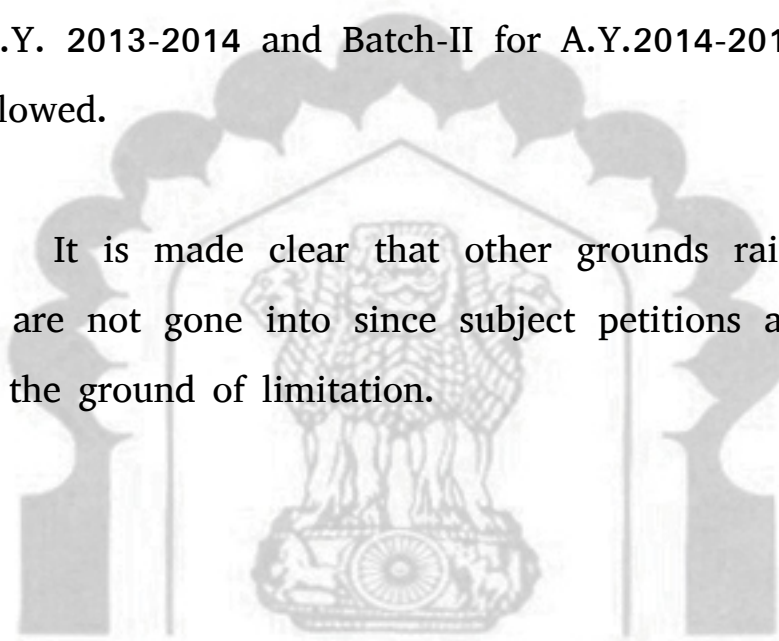 .Y. 2013-2014 and Batch-II for A.Y.2014-201
lowed.
It is made clear that other grounds rai
are not gone into since subject petitions a
the ground of limitation.